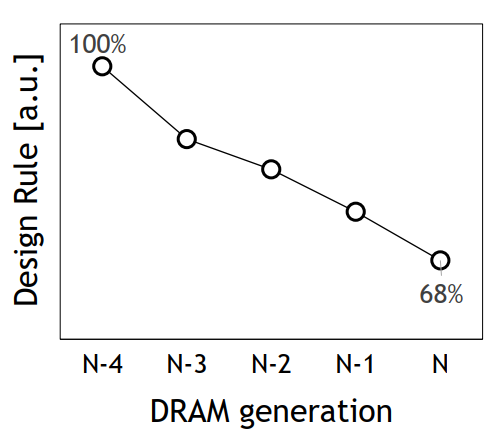 100%
Design Rule [a.u.]
68%
N-4 N-3 N-2 N-1 N
DRAM generation